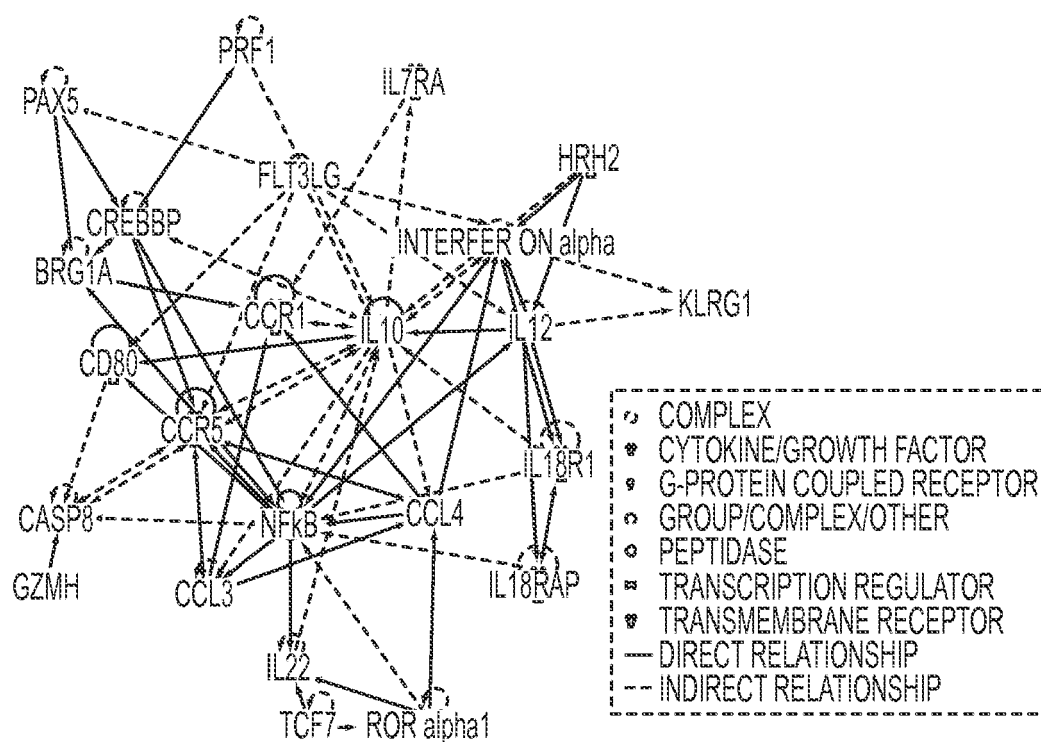 PRF1
IL7RA
PAX5
HRH2
FLT3LG
CREBBP
INTERFER ON alpha
BRG1A
CCR1
KLRG1
IL10
IL12
CD80
CCR5
IL18R1
CASP8
NFkB
CCL4
GZMH
CCL3
IL18RAP
IL22
TCF7
ROR alpha1
COMPLEX
CYTOKINE/GROWTH FACTOR
G-PROTEIN COUPLED RECEPTOR
GROUP/COMPLEX/OTHER
PEPTIDASE
TRANSCRIPTION REGULATOR
TRANSMEMBRANE RECEPTOR
DIRECT RELATIONSHIP
INDIRECT RELATIONSHIP